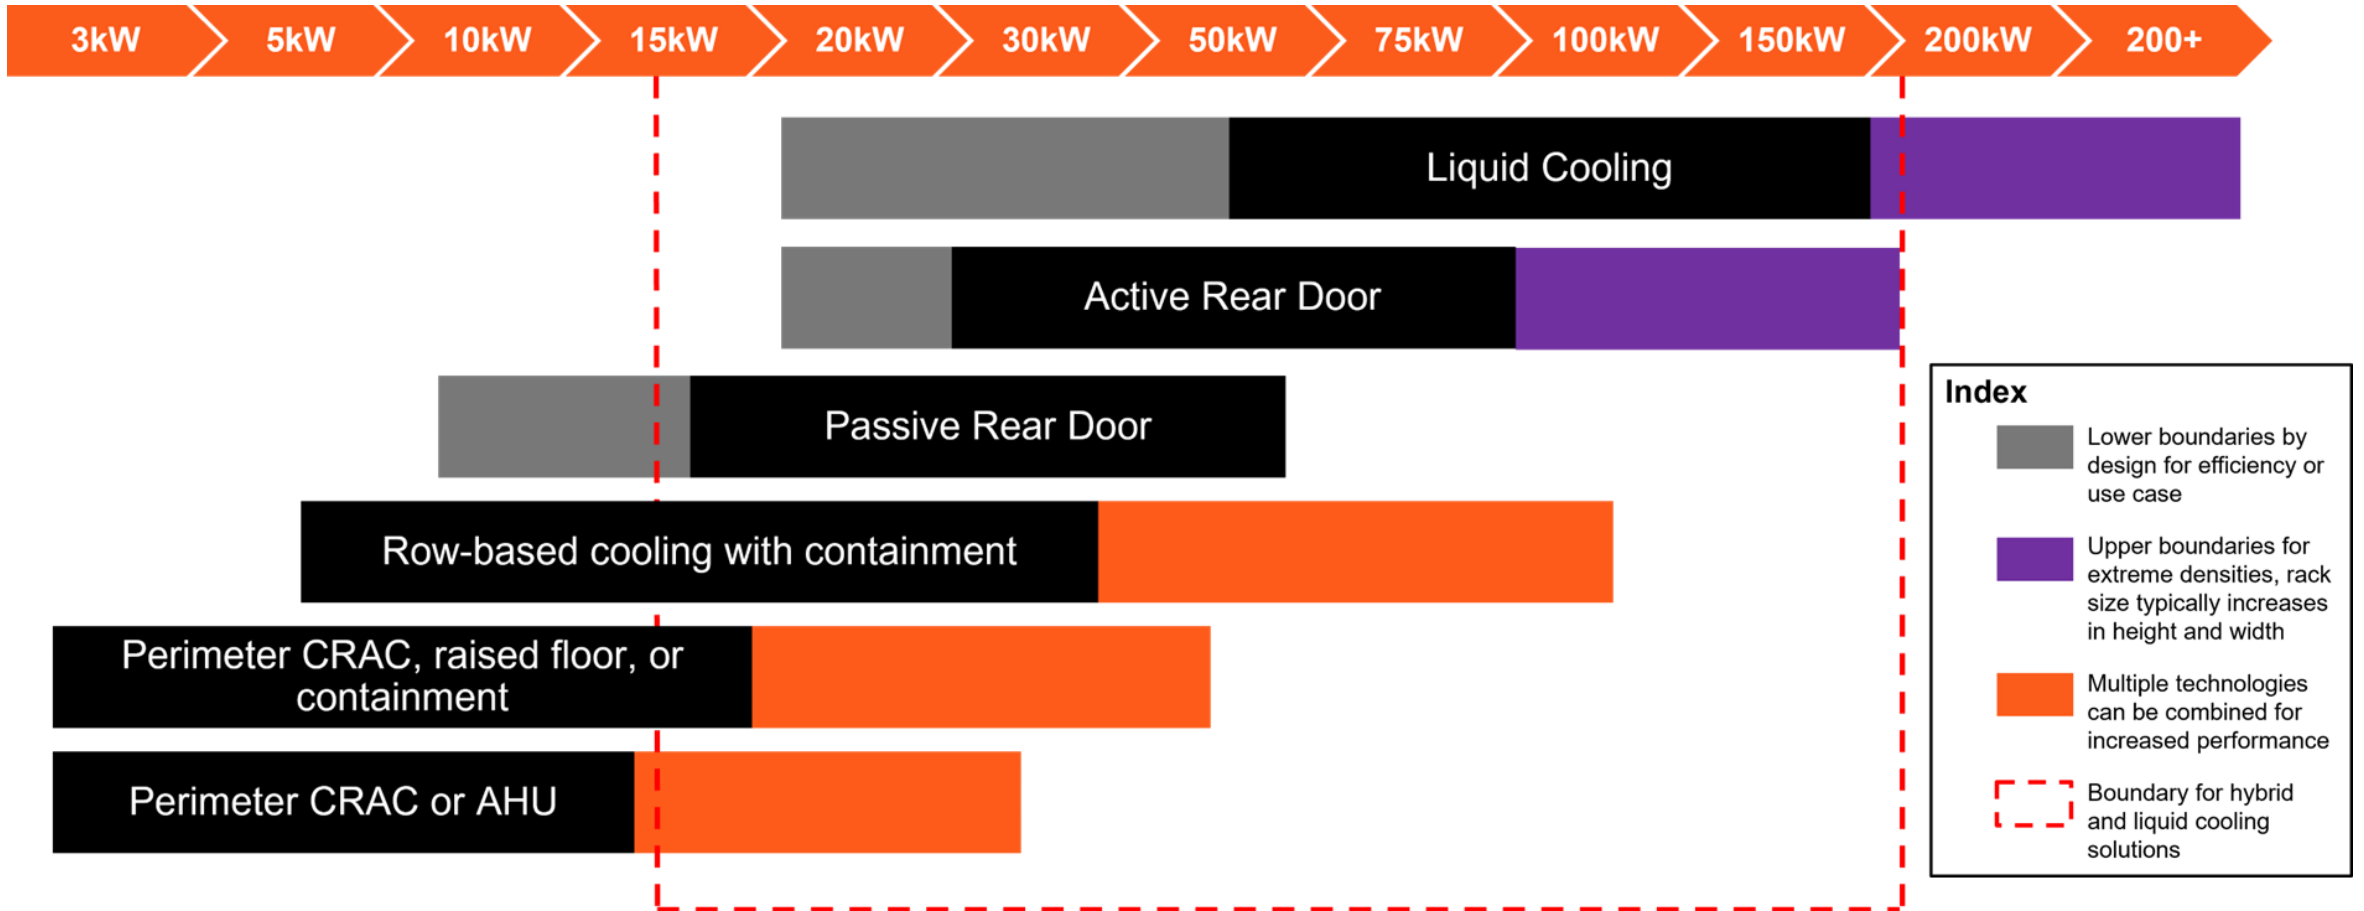 3kW 5kW 10kW 15kW 20kW 30kW 50kW 75kW 100kW 150kW 200kW 200+
Liquid Cooling
Active Rear Door
Passive Rear Door
Row-based cooling with containment
Perimeter CRAC, raised floor, or
containment
Perimeter CRAC or AHU
Index
Lower boundaries by
design for efficiency or
use case
Upper boundaries for
extreme densities, rack
size typically increases
in height and width
Multiple technologies
can be combined for
increased performance
Boundary for hybrid
and liquid cooling
solutions